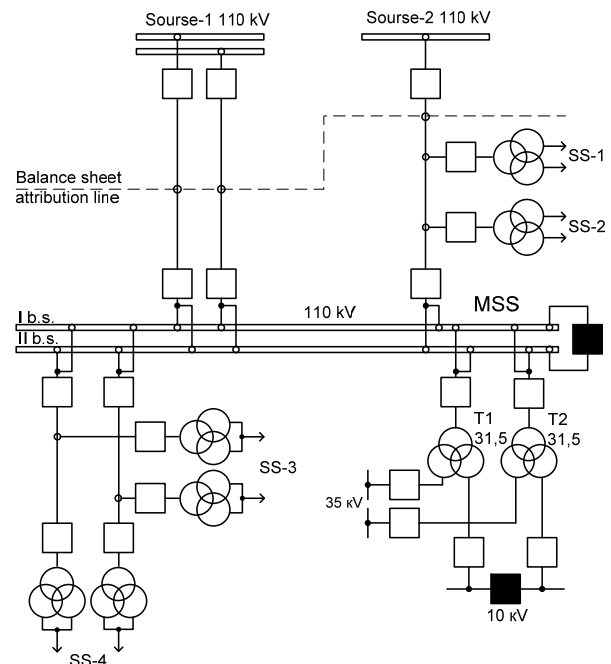 Sourse-1 110 kV
Sourse-2 110 kV
SS-1
Balance sheet
attribution line
SS-2
MSS
I b.s.
110 kV
II b.s.
T1
31,5
T2
31,5
SS-3
35 кV
10 кV
SS-4